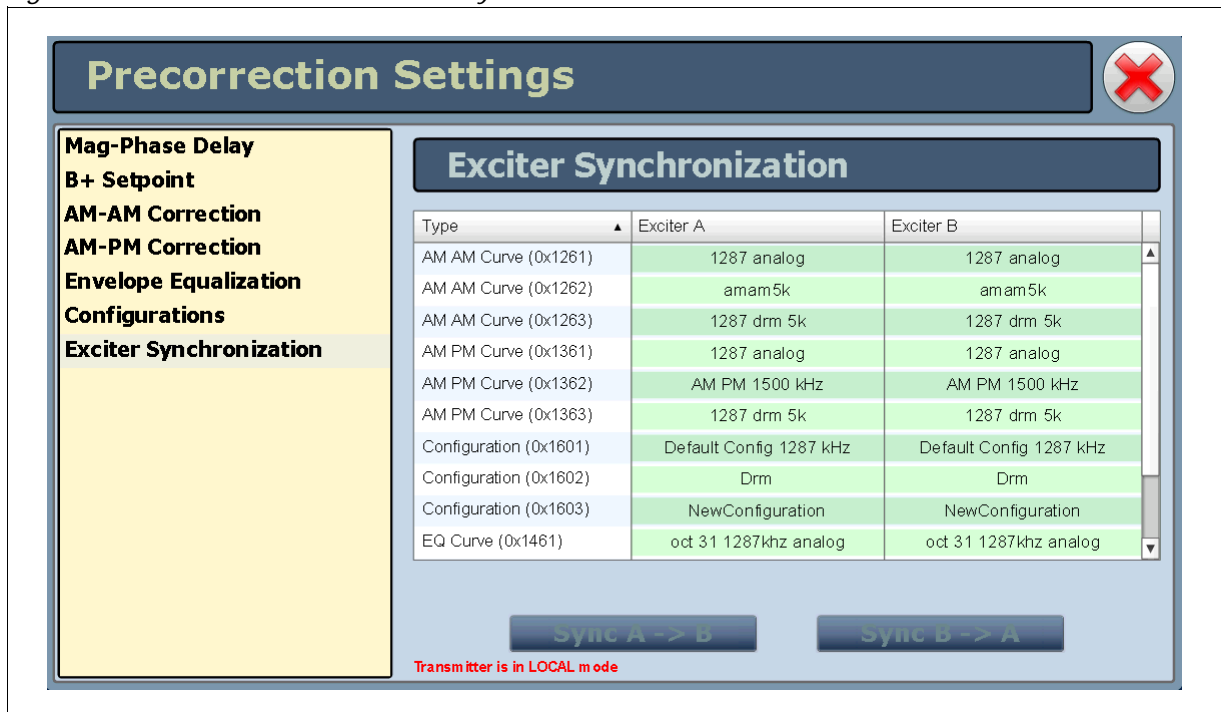 Precorrection Settings
Mag-Phase Delay
B+ Setpoint
AM-AM Correction
AM-PM Correction
Envelope Equalization
Configurations
Exciter Synchronization
Exciter Synchronization
Type Exciter A Exciter B
AM AM Curve (0x1261) 1287 analog 1287 analog
AM AM Curve (0x1262) amam5k amam5k
AM AM Curve (0x1263) 1287 drm 5k 1287 drm 5k
AM PM Curve (0x1361) 1287 analog 1287 analog
AM PM Curve (0x1362) AM PM 1500 kHz AM PM 1500 kHz
AM PM Curve (0x1363) 1287 drm 5k 1287 drm 5k
Configuration (0x1601) Default Config 1287 kHz Default Config 1287 kHz
Configuration (0x1602) Drm Drm
Configuration (0x1603) NewConfiguration NewConfiguration
EQ Curve (0x1461) oct 31 1287khz analog oct 31 1287khz analog
Sync A -> B Sync B -> A
Transmitter is in LOCAL mode